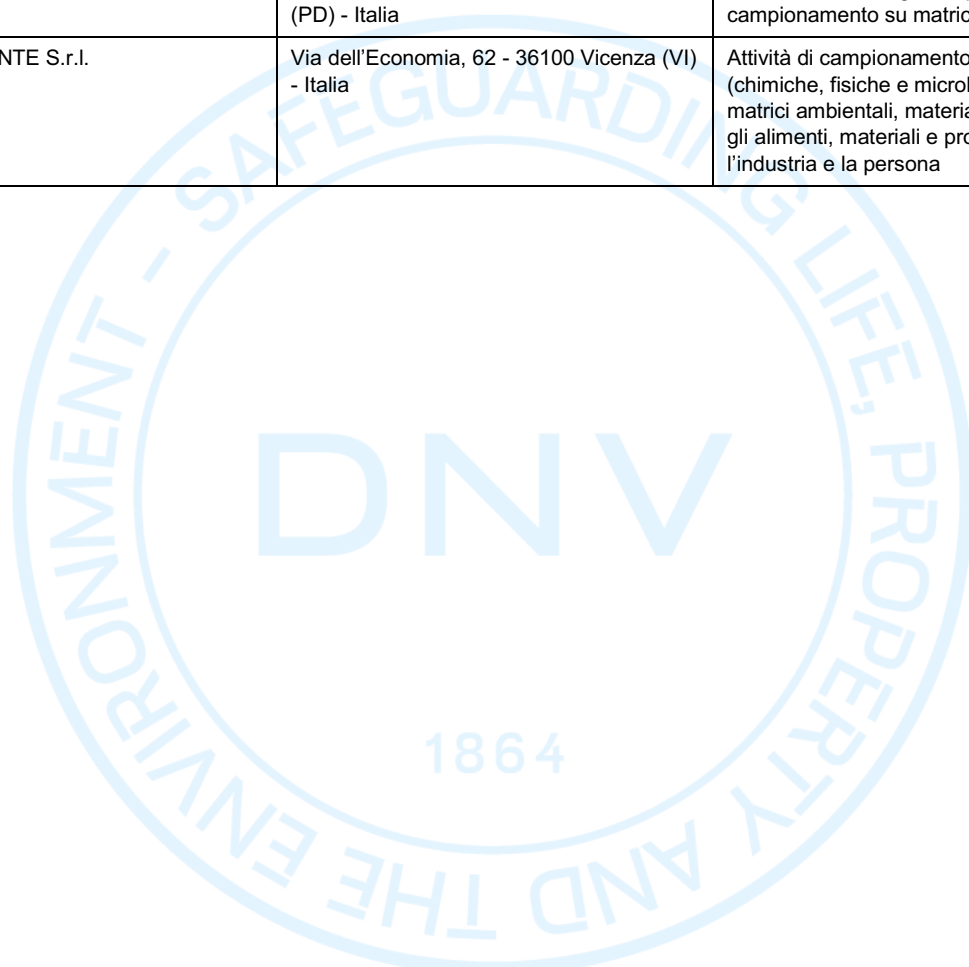 (PD) - Italia
campionamento su matric
NTE S.r.l.
Via dell'Economia, 62 - 36100 Vicenza (VI)
- Italia
Attività di campionamento
(chimiche, fisiche e microl
matrici ambientali, materia
gli alimenti, materiali e pro
l'industria e la persona
SAFEGUARDING LIFE, PROPERTY AND THE ENVIRONMENT -
DNV
1864